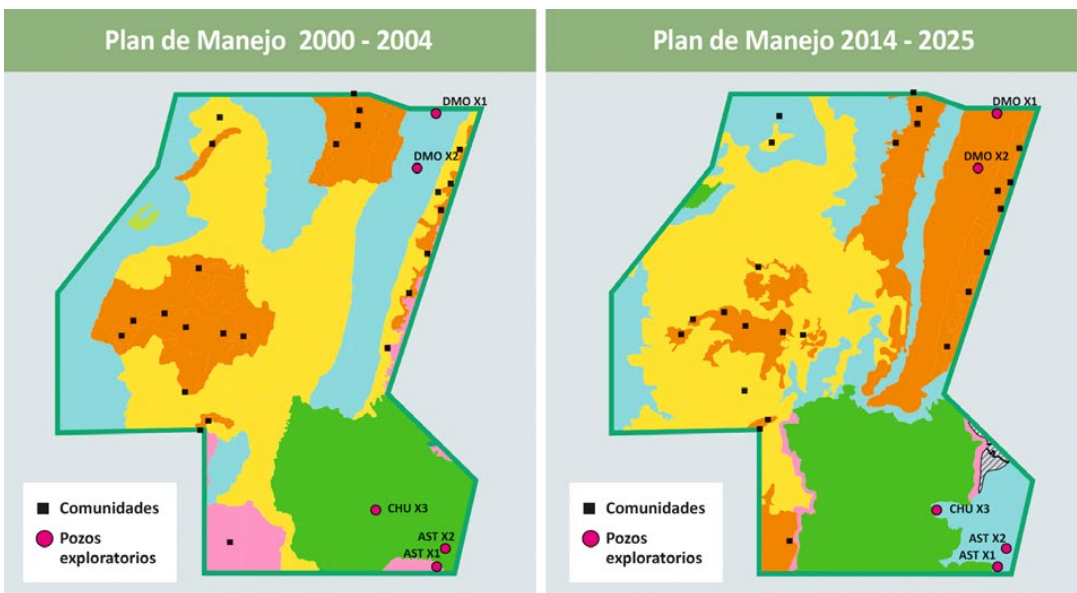 Plan de Manejo 2000 - 2004
DMO X1
DMO X2
CHU X3
AST X2
AST X1
Comunidades
Pozos
exploratorios
Plan de Manejo 2014 - 2025
DMO X1
DMO X2
CHU X3
AST X2
AST X1
Comunidades
Pozos
exploratorios